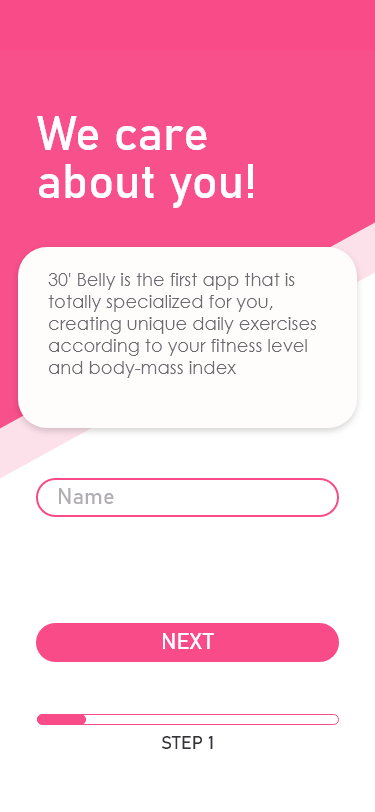 We care
about you!
30' Belly is the first app that is
totally specialized for you,
creating unique daily exercises
according to your fitness level
and body-mass index
Name
NEXT
STEP 1